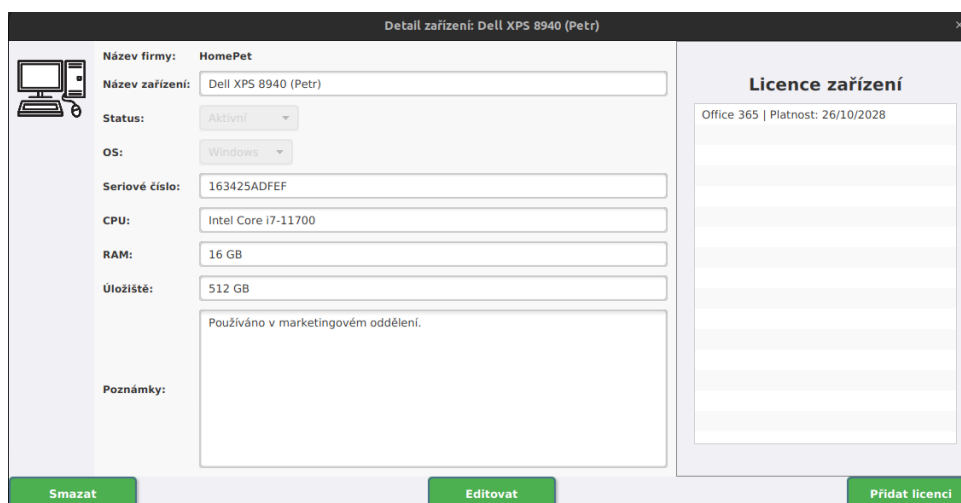 Detail zařízení: Dell XPS 8940 (Petr)
Název firmy: HomePet
Název zařízení: Dell XPS 8940 (Petr)
Status: Aktivní
OS: Windows
Seriové číslo: 163425ADFEF
CPU: Intel Core i7-11700
RAM: 16 GB
Úložiště: 512 GB
Poznámky: Používáno v marketingovém oddělení.
Licence zařízení
Office 365 | Platnost: 26/10/2028
Smazat
Editovat
Přidat licenci